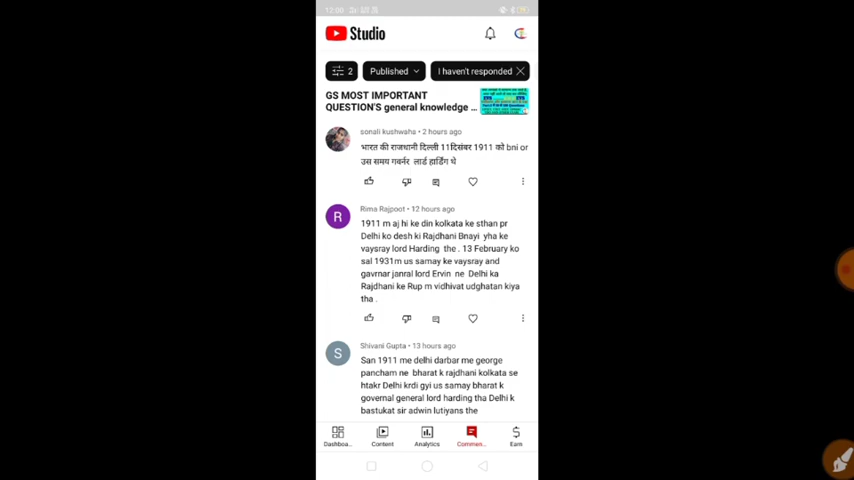 12:00
Studio
2
Published
I haven't responded
GS MOST IMPORTANT
QUESTION'S general knowledge ...
sonali kushwaha • 2 hours ago
भारत की राजधानी दिल्ली 11दिसंबर 1911 को bni or
उस समय गवर्नर लार्ड हार्डिंग थे
R
Rima Rajpoot • 12 hours ago
1911 m aj hi ke din kolkata ke sthan pr
Delhi ko desh ki Rajdhani Bnayi yha ke
vaysray lord Harding the . 13 February ko
sal 1931m us samay ke vaysray and
gavrnar janral lord Ervin ne Delhi ka
Rajdhani ke Rup m vidhivat udghatan kiya
tha .
S
Shivani Gupta • 13 hours ago
San 1911 me delhi darbar me george
pancham ne bharat k rajdhani kolkata se
htakr Delhi krdi gyi us samay bharat k
governal general lord harding tha Delhi k
bastukat sir adwin lutiyans the
Dashboa...
Content
Analytics
Commen...
Earn